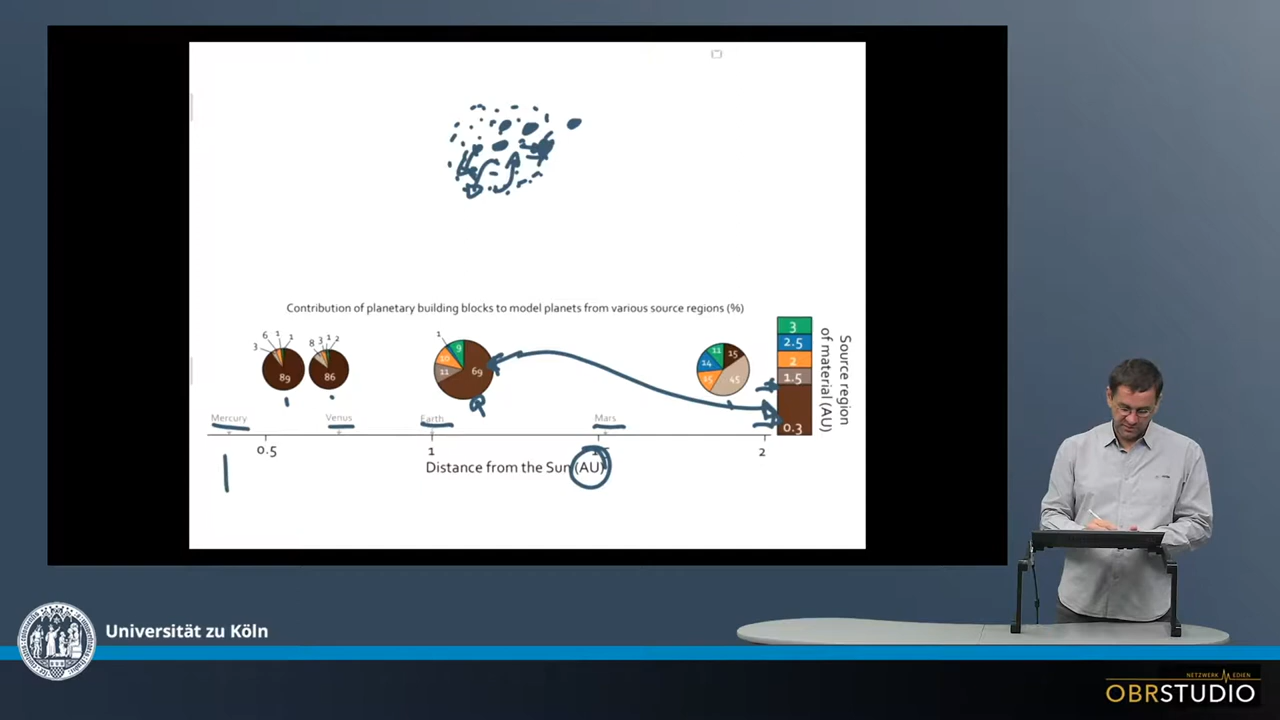 Contribution of planetary building blocks to model planets from various source regions (%)
3 6 1 1
89
8 3 1 2
86
1
9
10
11
69
11
14
15
15
45
3
2.5
2
1.5
0.3
Source region
of material (AU)
Mercury Venus Earth Mars
0.5 1 2
Distance from the Sun (AU)
Universität zu Köln
NETZWERK MEDIEN
OBRSTUDIO